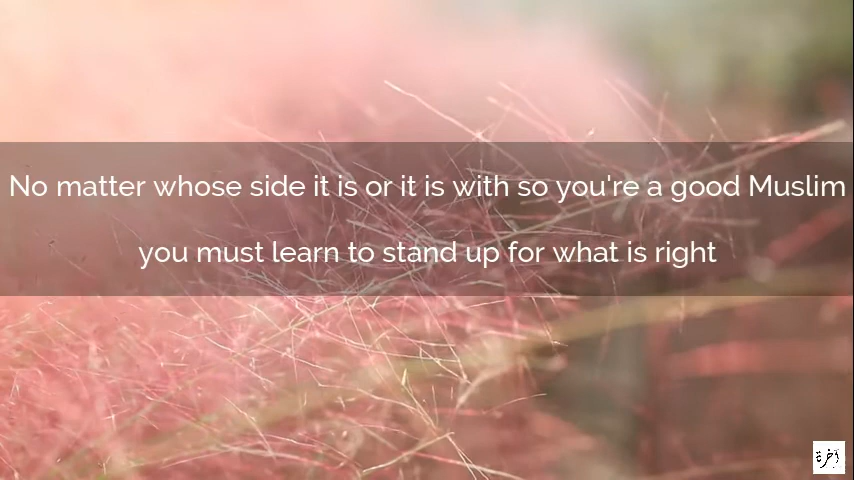 No matter whose side it is or it is with so you're a good Muslim
you must learn to stand up for what is right
آخرة